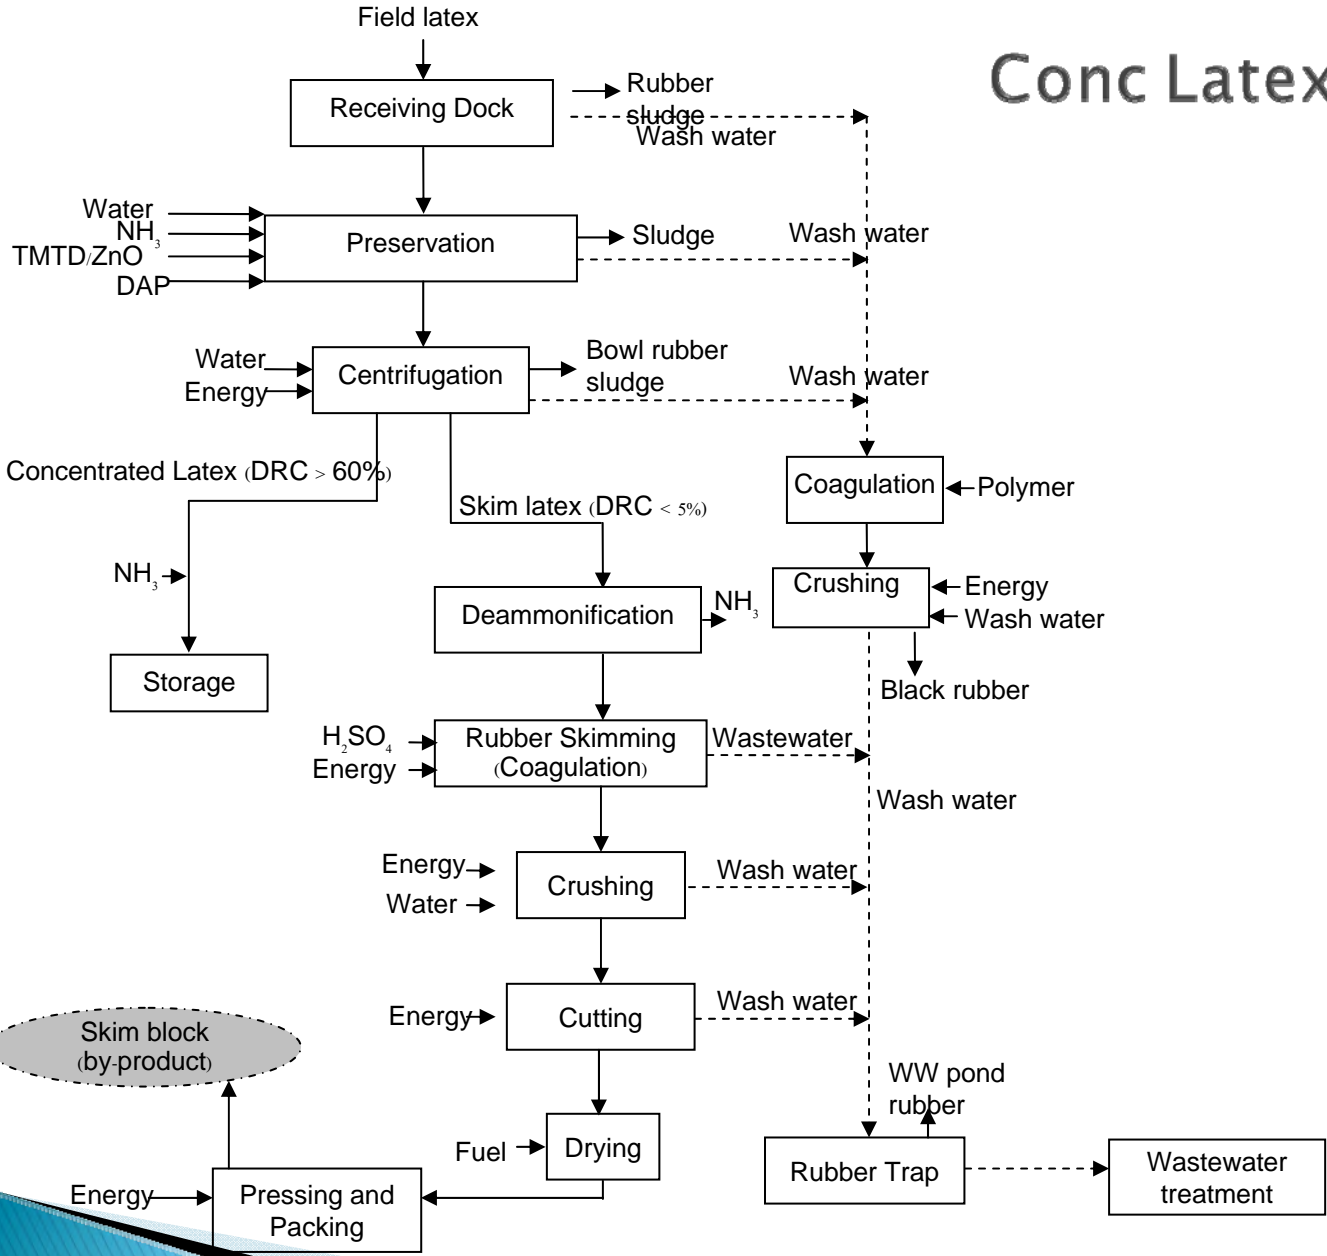 Field latex
Conc Latex
Receiving Dock
Rubber
sludge
Wash water
Water
NH₃
TMTD/ZnO
DAP
Preservation
Sludge
Wash water
Water
Energy
Centrifugation
Bowl rubber
sludge
Wash water
Concentrated Latex (DRC > 60%)
Skim latex (DRC < 5%)
Coagulation
Polymer
NH₃
Deammonification
NH₃
Crushing
Energy
Wash water
Storage
Black rubber
H₂SO₄
Energy
Rubber Skimming
(Coagulation)
Wastewater
Wash water
Energy
Water
Crushing
Wash water
Energy
Cutting
Wash water
Skim block
(by-product)
WW pond
rubber
Fuel
Drying
Rubber Trap
Wastewater
treatment
Energy
Pressing and
Packing